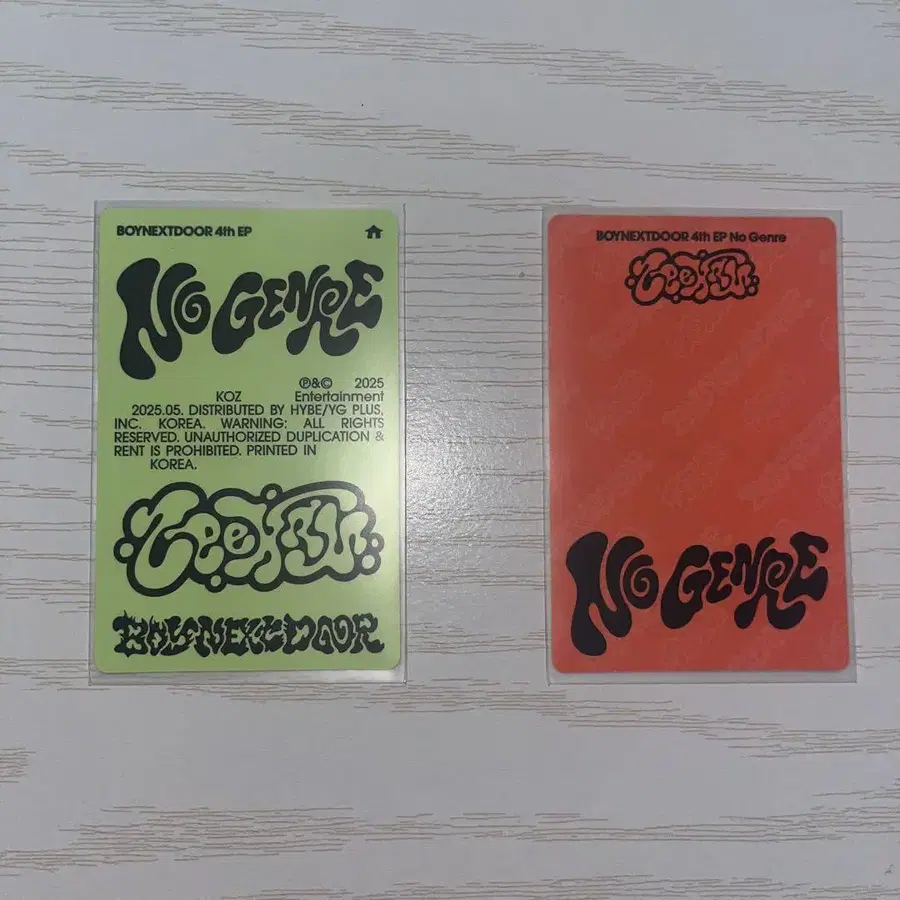 BOYNEXTDOOR 4th EP
NO GENRE
Ⓟ&© 2025
KOZ Entertainment
2025.05. DISTRIBUTED BY HYBE/YG PLUS,
INC. KOREA. WARNING: ALL RIGHTS
RESERVED. UNAUTHORIZED DUPLICATION &
RENT IS PROHIBITED. PRINTED IN
KOREA.
BOYNEXTDOOR
BOYNEXTDOOR 4th EP No Genre
NO GENRE